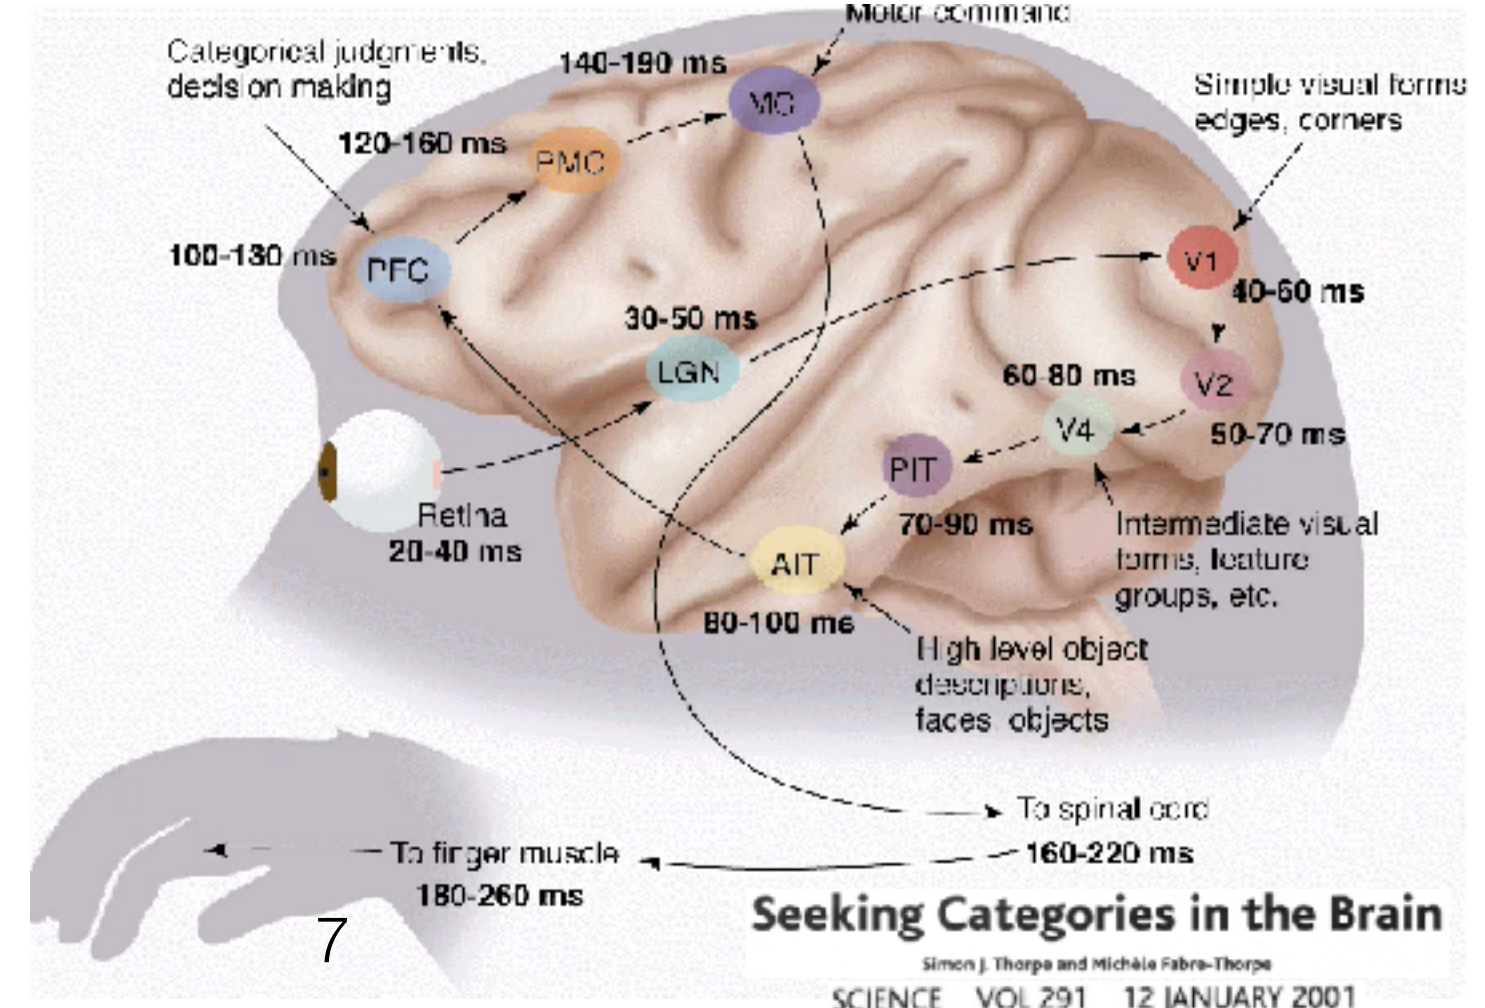 Motor command
Categorical judgments,
decision making
140-190 ms
MC
Simple visual forms
edges, corners
120-160 ms
PMC
100-130 ms
PFC
V1
40-60 ms
30-50 ms
LGN
60-80 ms
V2
V4
50-70 ms
PIT
70-90 ms
Retina
20-40 ms
Intermediate visual
forms, feature
groups, etc.
AIT
80-100 ms
High level object
descriptions,
faces, objects
To spinal cord
160-220 ms
To finger muscle
180-260 ms
7
Seeking Categories in the Brain
Simon J. Thorpe and Michèle Fabre-Thorpe
SCIENCE VOL 291 12 JANUARY 2001